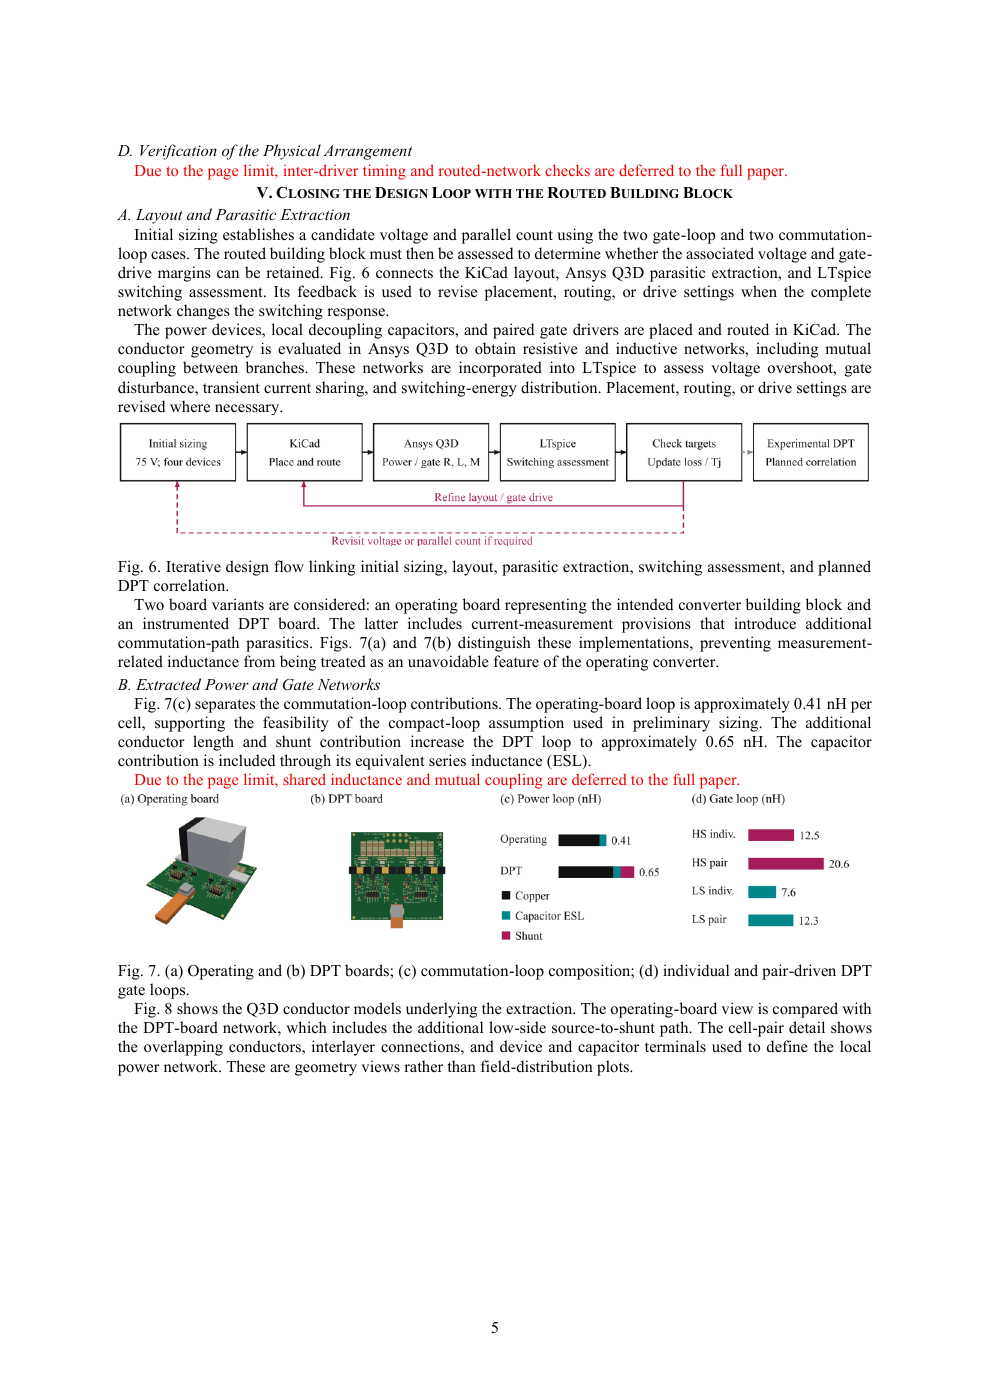 D. Verification of the Physical Arrangement
Due to the page limit, inter-driver timing and routed-network checks are deferred to the full paper.
V. CLOSING THE DESIGN LOOP WITH THE ROUTED BUILDING BLOCK
A. Layout and Parasitic Extraction
Initial sizing establishes a candidate voltage and parallel count using the two gate-loop and two commutation-
loop cases. The routed building block must then be assessed to determine whether the associated voltage and gate-
drive margins can be retained. Fig. 6 connects the KiCad layout, Ansys Q3D parasitic extraction, and LTspice
switching assessment. Its feedback is used to revise placement, routing, or drive settings when the complete
network changes the switching response.
The power devices, local decoupling capacitors, and paired gate drivers are placed and routed in KiCad. The
conductor geometry is evaluated in Ansys Q3D to obtain resistive and inductive networks, including mutual
coupling between branches. These networks are incorporated into LTspice to assess voltage overshoot, gate
disturbance, transient current sharing, and switching-energy distribution. Placement, routing, or drive settings are
revised where necessary.
Initial sizing
75 V; four devices
KiCad
Place and route
Ansys Q3D
Power / gate R, L, M
LTspice
Switching assessment
Check targets
Update loss / Tj
Experimental DPT
Planned correlation
Refine layout / gate drive
Revisit voltage or parallel count if required
Fig. 6. Iterative design flow linking initial sizing, layout, parasitic extraction, switching assessment, and planned
DPT correlation.
Two board variants are considered: an operating board representing the intended converter building block and
an instrumented DPT board. The latter includes current-measurement provisions that introduce additional
commutation-path parasitics. Figs. 7(a) and 7(b) distinguish these implementations, preventing measurement-
related inductance from being treated as an unavoidable feature of the operating converter.
B. Extracted Power and Gate Networks
Fig. 7(c) separates the commutation-loop contributions. The operating-board loop is approximately 0.41 nH per
cell, supporting the feasibility of the compact-loop assumption used in preliminary sizing. The additional
conductor length and shunt contribution increase the DPT loop to approximately 0.65 nH. The capacitor
contribution is included through its equivalent series inductance (ESL).
Due to the page limit, shared inductance and mutual coupling are deferred to the full paper.
(a) Operating board
(b) DPT board
(c) Power loop (nH)
Operating 0.41
DPT 0.65
Copper
Capacitor ESL
Shunt
(d) Gate loop (nH)
HS indiv. 12.5
HS pair 20.6
LS indiv. 7.6
LS pair 12.3
Fig. 7. (a) Operating and (b) DPT boards; (c) commutation-loop composition; (d) individual and pair-driven DPT
gate loops.
Fig. 8 shows the Q3D conductor models underlying the extraction. The operating-board view is compared with
the DPT-board network, which includes the additional low-side source-to-shunt path. The cell-pair detail shows
the overlapping conductors, interlayer connections, and device and capacitor terminals used to define the local
power network. These are geometry views rather than field-distribution plots.
5